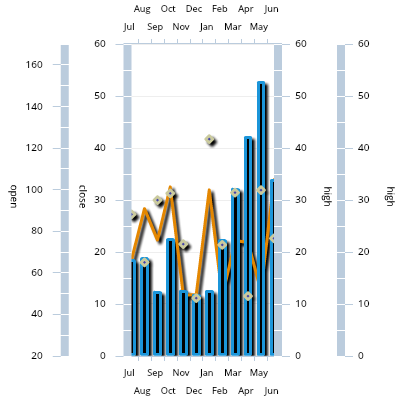 Aug Oct Dec Feb Apr Jun
Jul Sep Nov Jan Mar May
60 60 60
160
50 50 50
140
40 40 40
120
100
30 30 30
open close high high
80
20 20 20
60
10 10 10
40
20 0 0 0
Jul Sep Nov Jan Mar May
Aug Oct Dec Feb Apr Jun